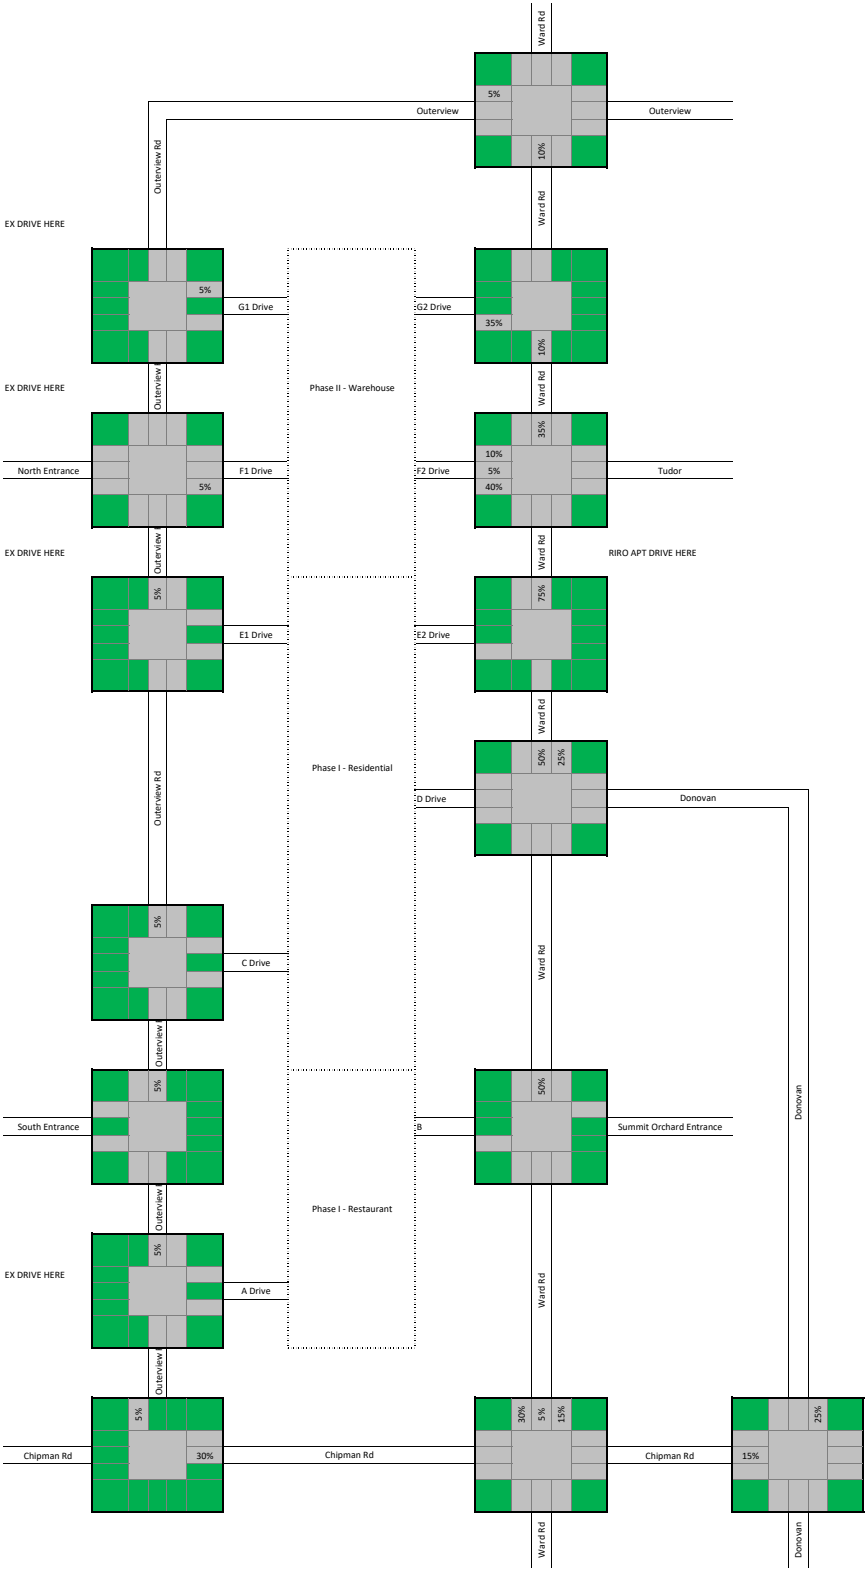 Ward Rd
5%
Outerview
Outerview
10%
Outerview Rd
Ward Rd
EX DRIVE HERE
5%
G1 Drive
G2 Drive
35%
10%
Outerview
EX DRIVE HERE
Phase II - Warehouse
Ward Rd
35%
10%
North Entrance
F1 Drive
F2 Drive
5%
Tudor
5%
40%
Outerview
EX DRIVE HERE
Ward Rd
RIRO APT DRIVE HERE
5%
75%
E1 Drive
E2 Drive
Ward Rd
50%
25%
Phase I - Residential
Outerview Rd
D Drive
Donovan
5%
C Drive
Ward Rd
Outerview
5%
50%
Donovan
South Entrance
B
Summit Orchard Entrance
Outerview
Phase I - Restaurant
5%
EX DRIVE HERE
A Drive
Ward Rd
Outerview
5%
30%
5%
15%
25%
Chipman Rd
30%
Chipman Rd
Chipman Rd
15%
Ward Rd
Donovan